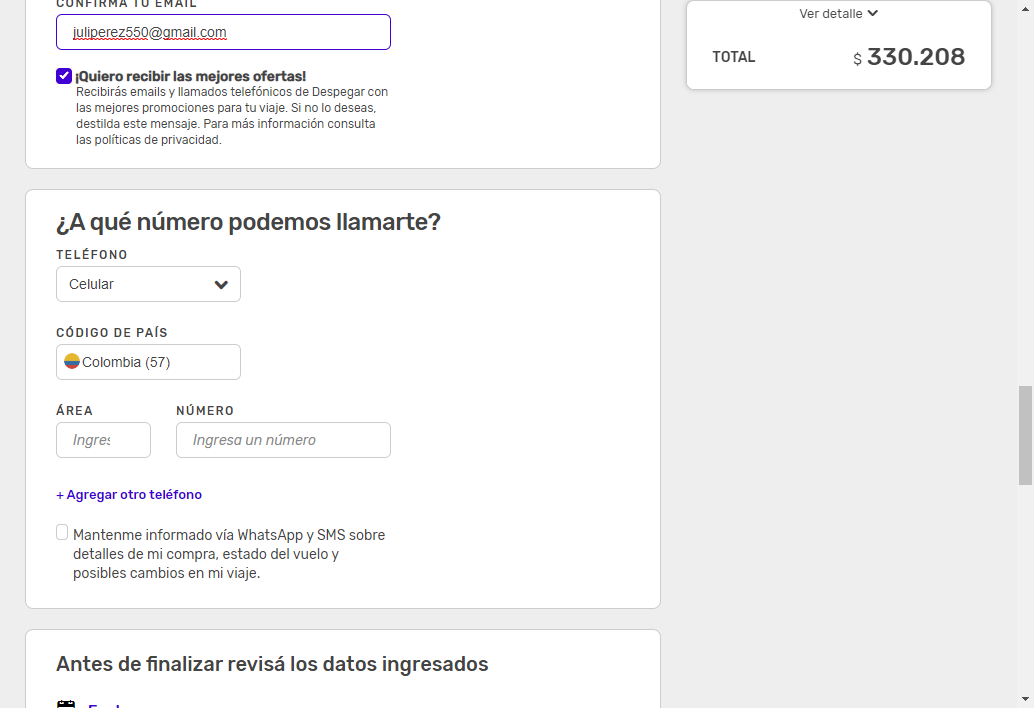 CONFIRMA TU EMAIL
juliperez550@gmail.com
¡Quiero recibir las mejores ofertas!
Recibirás emails y llamados telefónicos de Despegar con
las mejores promociones para tu viaje. Si no lo deseas,
destilda este mensaje. Para más información consulta
las políticas de privacidad.
Ver detalle
TOTAL $ 330.208
¿A qué número podemos llamarte?
TELÉFONO
Celular
CÓDIGO DE PAÍS
Colombia (57)
ÁREA NÚMERO
Ingres Ingresa un número
+ Agregar otro teléfono
Mantenme informado vía WhatsApp y SMS sobre
detalles de mi compra, estado del vuelo y
posibles cambios en mi viaje.
Antes de finalizar revisá los datos ingresados